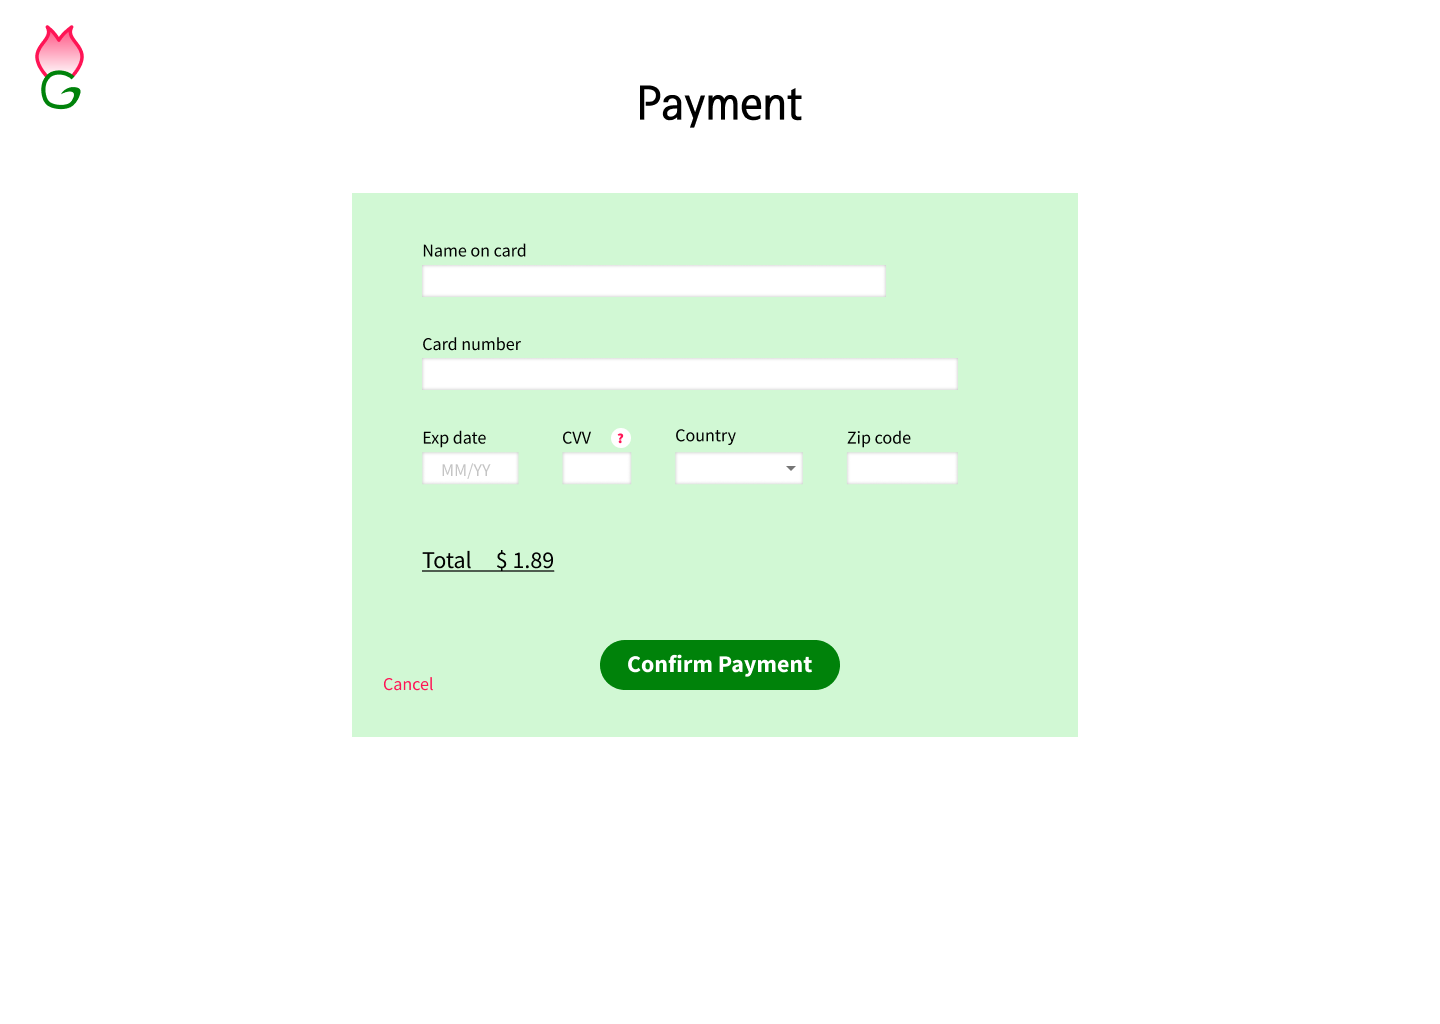 G
Payment
Name on card
Card number
Exp date CVV ? Country Zip code
MM/YY
Total $ 1.89
Confirm Payment
Cancel